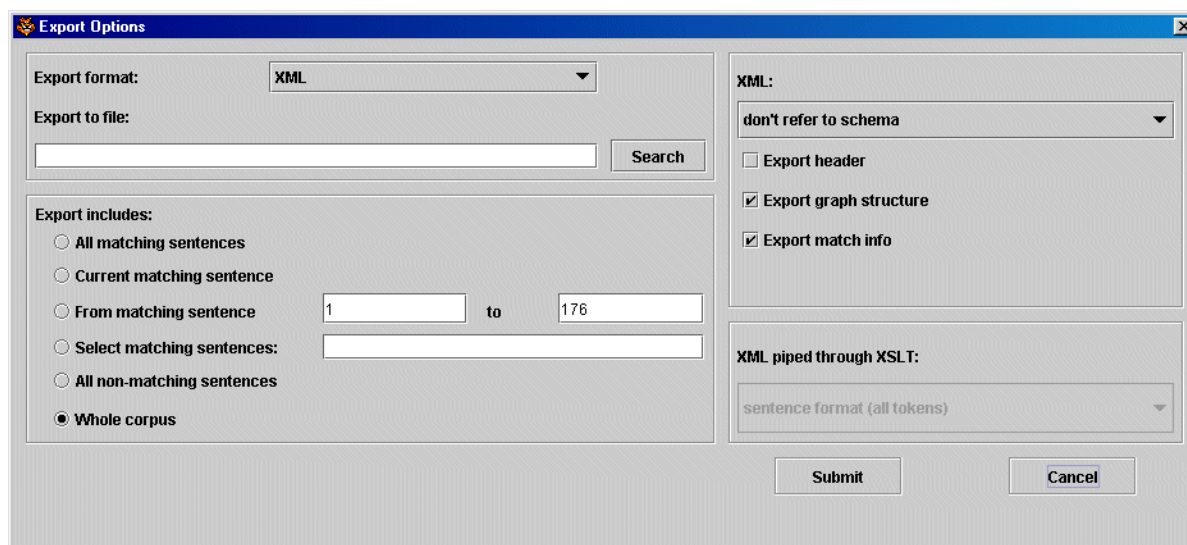 Export Options
Export format:
XML
Export to file:
Search
Export includes:
All matching sentences
Current matching sentence
From matching sentence 1 to 176
Select matching sentences:
All non-matching sentences
Whole corpus
XML:
don't refer to schema
Export header
Export graph structure
Export match info
XML piped through XSLT:
sentence format (all tokens)
Submit
Cancel